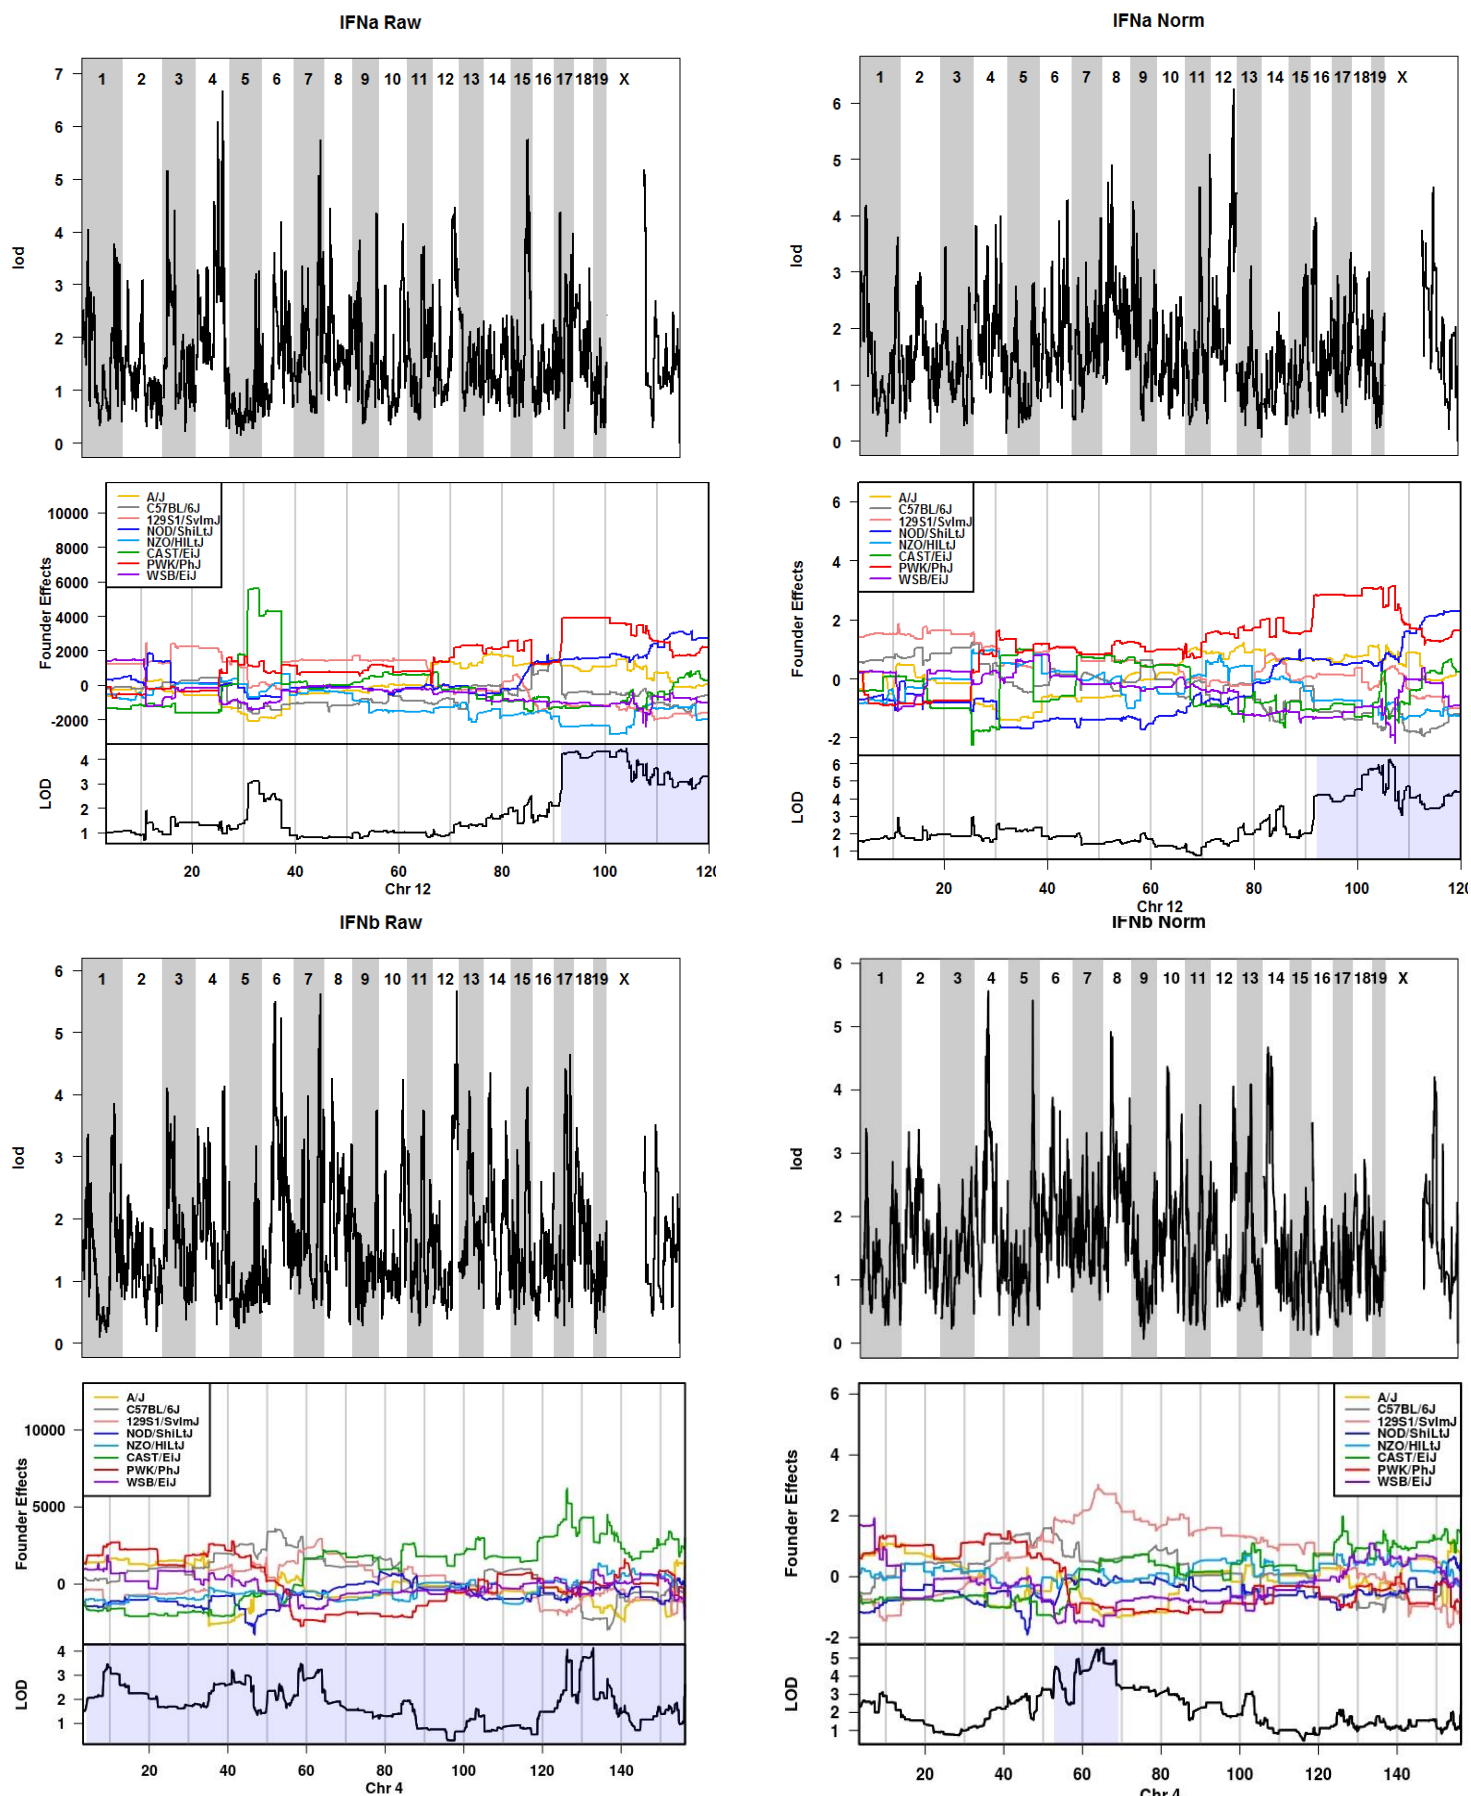 IFNa Raw
7
6
5
4
3
2
1
0
lod
1 2 3 4 5 6 7 8 9 10 11 12 13 14 15 16 17 18 19 X
10000
8000
6000
4000
2000
0
-2000
Founder Effects
A/J
C57BL/6J
129S1/SvImJ
NOD/ShiLtJ
NZO/HILtJ
CAST/EiJ
PWK/PhJ
WSB/EiJ
4
3
2
1
LOD
20 40 60 80 100 120
Chr 12
IFNa Norm
6
5
4
3
2
1
0
lod
1 2 3 4 5 6 7 8 9 10 11 12 13 14 15 16 17 18 19 X
6
4
2
0
-2
Founder Effects
A/J
C57BL/6J
129S1/SvImJ
NOD/ShiLtJ
NZO/HILtJ
CAST/EiJ
PWK/PhJ
WSB/EiJ
6
5
4
3
2
1
LOD
20 40 60 80 100 120
Chr 12
IFNb Raw
6
5
4
3
2
1
0
lod
1 2 3 4 5 6 7 8 9 10 11 12 13 14 15 16 17 18 19 X
10000
5000
0
Founder Effects
A/J
C57BL/6J
129S1/SvImJ
NOD/ShiLtJ
NZO/HILtJ
CAST/EiJ
PWK/PhJ
WSB/EiJ
4
3
2
1
LOD
20 40 60 80 100 120 140
Chr 4
IFNb Norm
6
5
4
3
2
1
0
lod
1 2 3 4 5 6 7 8 9 10 11 12 13 14 15 16 17 18 19 X
6
4
2
0
-2
Founder Effects
A/J
C57BL/6J
129S1/SvImJ
NOD/ShiLtJ
NZO/HILtJ
CAST/EiJ
PWK/PhJ
WSB/EiJ
5
4
3
2
1
LOD
20 40 60 80 100 120 140
Chr 4